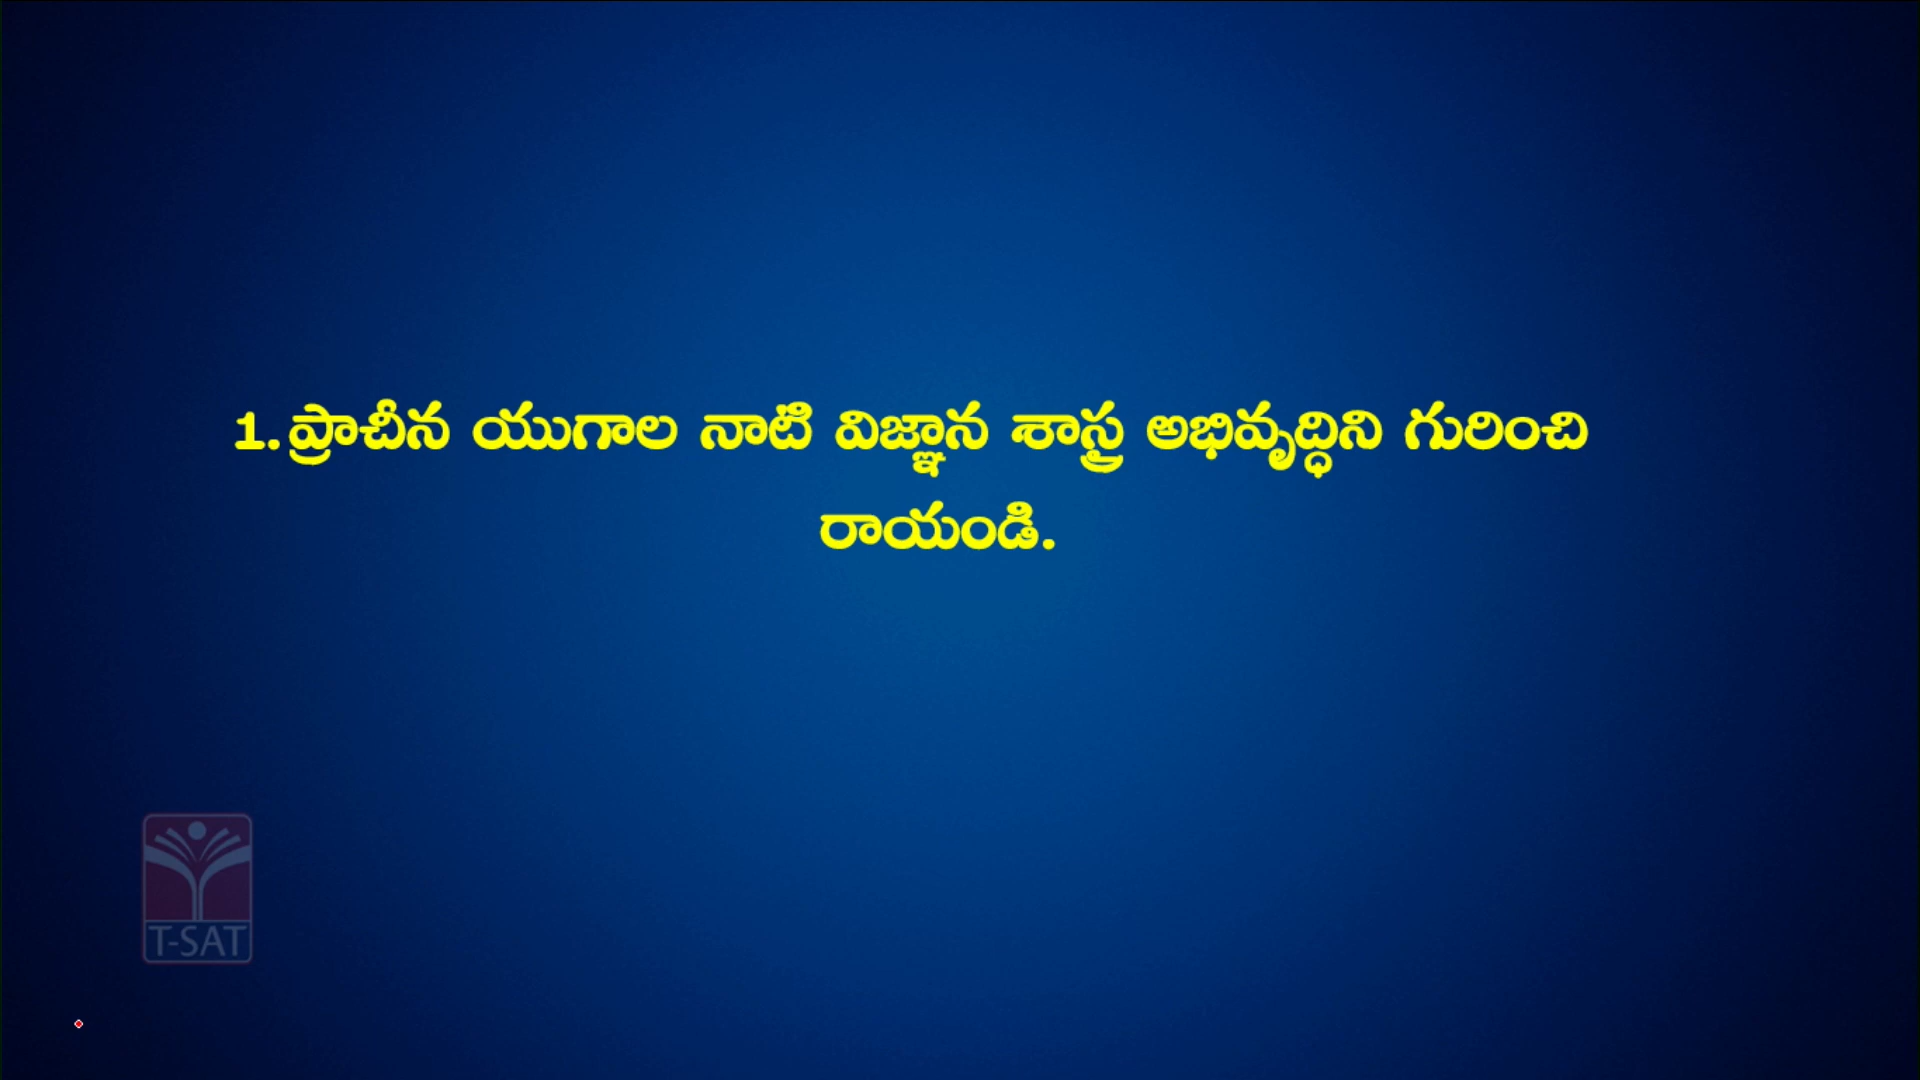 1.ప్రాచీన యుగాల నాటి విజ్ఞాన శాస్త్ర అభివృద్ధిని గురించి
రాయండి.
T-SAT